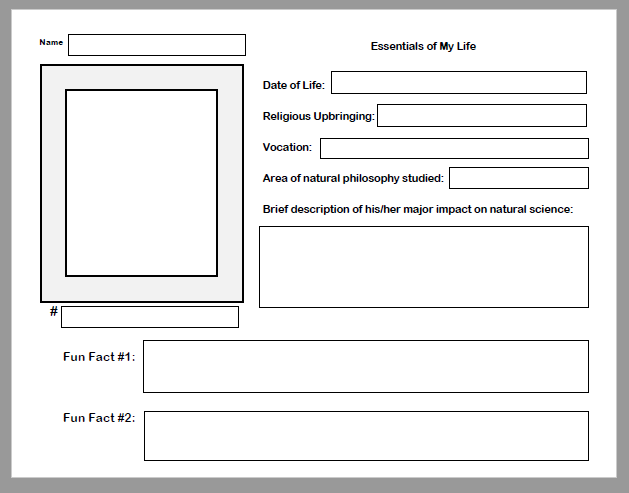 Name
Essentials of My Life
Date of Life:
Religious Upbringing:
Vocation:
Area of natural philosophy studied:
Brief description of his/her major impact on natural science:
#
Fun Fact #1:
Fun Fact #2: